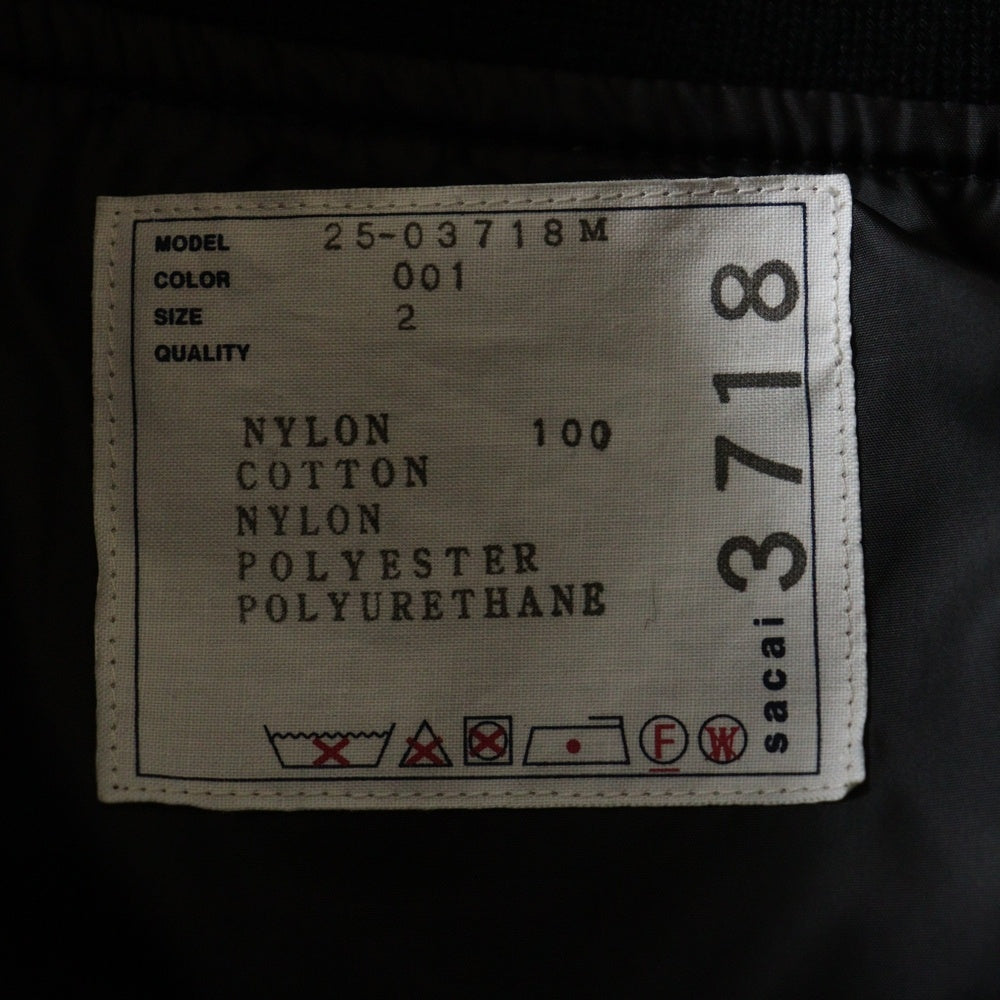 MODEL 25-03718M
COLOR 001
SIZE 2
QUALITY
NYLON 100
COTTON
NYLON
POLYESTER
POLYURETHANE
F
W
sacai 3718